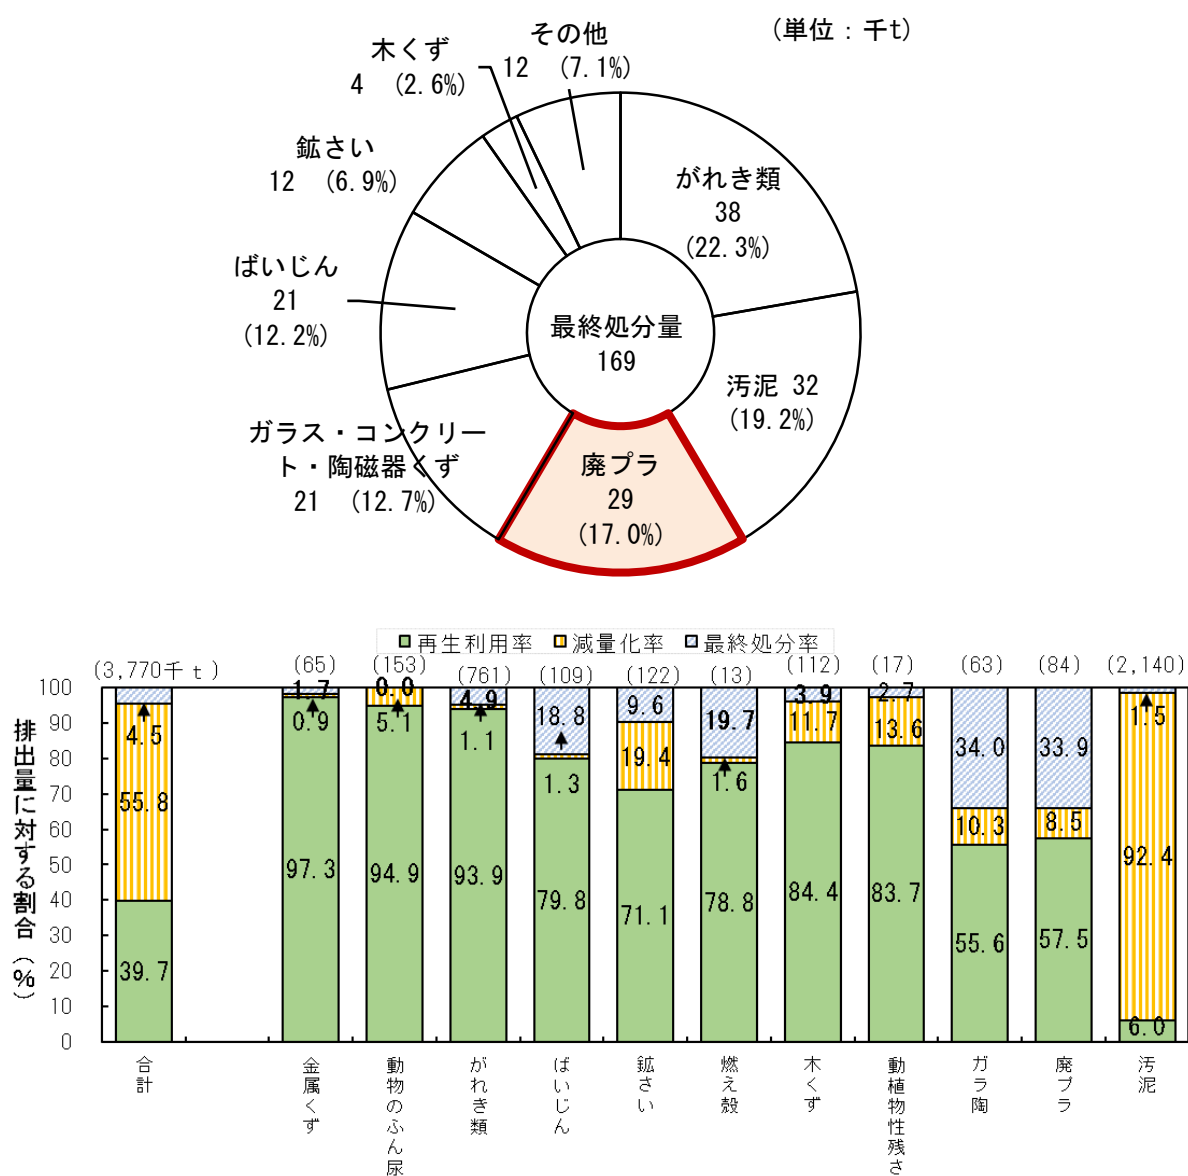 (単位：千t)
その他
12 (7.1%)
木くず
4 (2.6%)
鉱さい
12 (6.9%)
がれき類
38
(22.3%)
ばいじん
21
(12.2%)
最終処分量
169
汚泥 32
(19.2%)
ガラス・コンクリー
ト・陶磁器くず
21 (12.7%)
廃プラ
29
(17.0%)
再生利用率 減量化率 最終処分率
(3,770千ｔ) (65) (153) (761) (109) (122) (13) (112) (17) (63) (84) (2,140)
排出量に対する割合（％）
100
90
80
70
60
50
40
30
20
10
0
4.5
55.8
39.7
1.7
0.9
97.3
0.0
5.1
94.9
4.9
1.1
93.9
18.8
1.3
79.8
9.6
19.4
71.1
19.7
1.6
78.8
3.9
11.7
84.4
2.7
13.6
83.7
34.0
10.3
55.6
33.9
8.5
57.5
1.5
92.4
6.0
合計
金属くず
動物のふん尿
がれき類
ばいじん
鉱さい
燃え殻
木くず
動植物性残さ
ガラ陶
廃プラ
汚泥